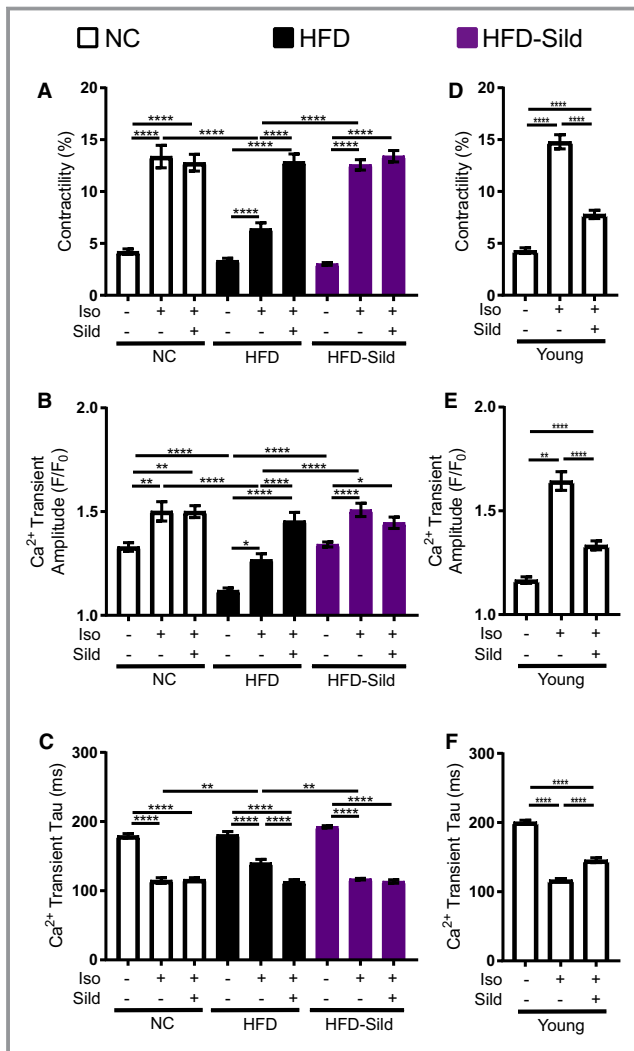 NC HFD HFD-Sild
A
**** **** ****
**** **** **** ****
****
****
20
15
10
5
0
Contractility (%)
Iso - + + - + + - + +
Sild - - + - - + - - +
NC HFD HFD-Sild
D
****
**** ****
20
15
10
5
0
Contractility (%)
Iso - + +
Sild - - +
Young
B
**** ****
** **** ****
** **** **** *
**** ****
*
2.0
1.5
1.0
Ca2+ Transient
Amplitude (F/F0)
Iso - + + - + + - + +
Sild - - + - - + - - +
NC HFD HFD-Sild
E
****
** ****
2.0
1.5
1.0
Ca2+ Transient
Amplitude (F/F0)
Iso - + +
Sild - - +
Young
C
** **
**** **** ****
**** **** **** ****
300
200
100
0
Ca2+ Transient Tau (ms)
Iso - + + - + + - + +
Sild - - + - - + - - +
NC HFD HFD-Sild
F
****
**** ****
300
200
100
0
Ca2+ Transient Tau (ms)
Iso - + +
Sild - - +
Young